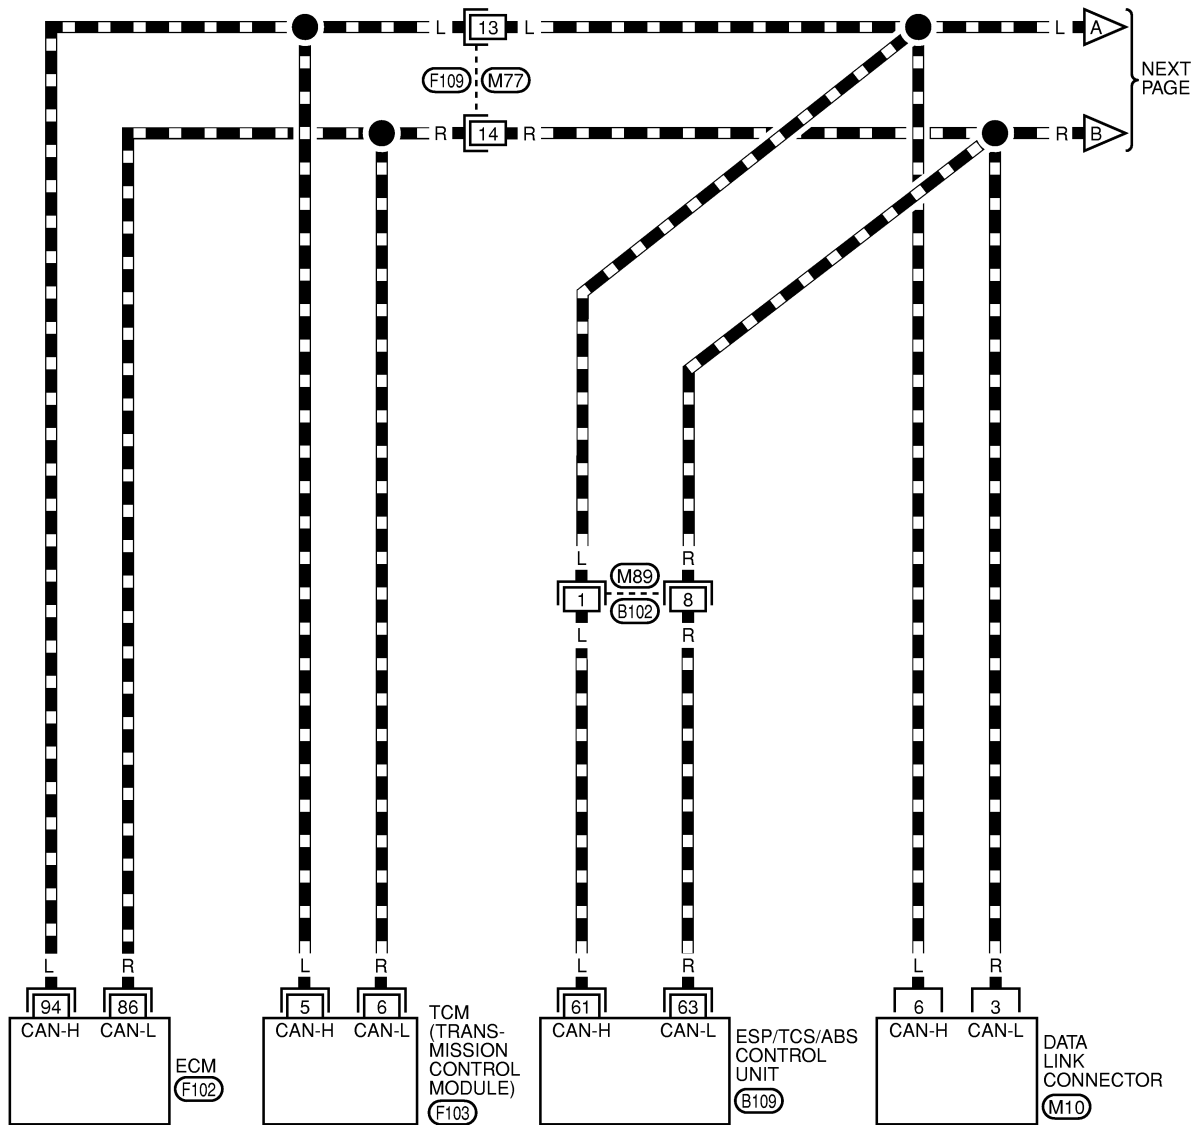 L 13 L L A
F109 M77
NEXT
PAGE
R 14 R R B
L R
M89
1 8
B102
L R
L R L R L R L R
94 86 5 6 61 63 6 3
CAN-H CAN-L CAN-H CAN-L CAN-H CAN-L CAN-H CAN-L
ECM
F102
TCM
(TRANS-
MISSION
CONTROL
MODULE)
F103
ESP/TCS/ABS
CONTROL
UNIT
B109
DATA
LINK
CONNECTOR
M10